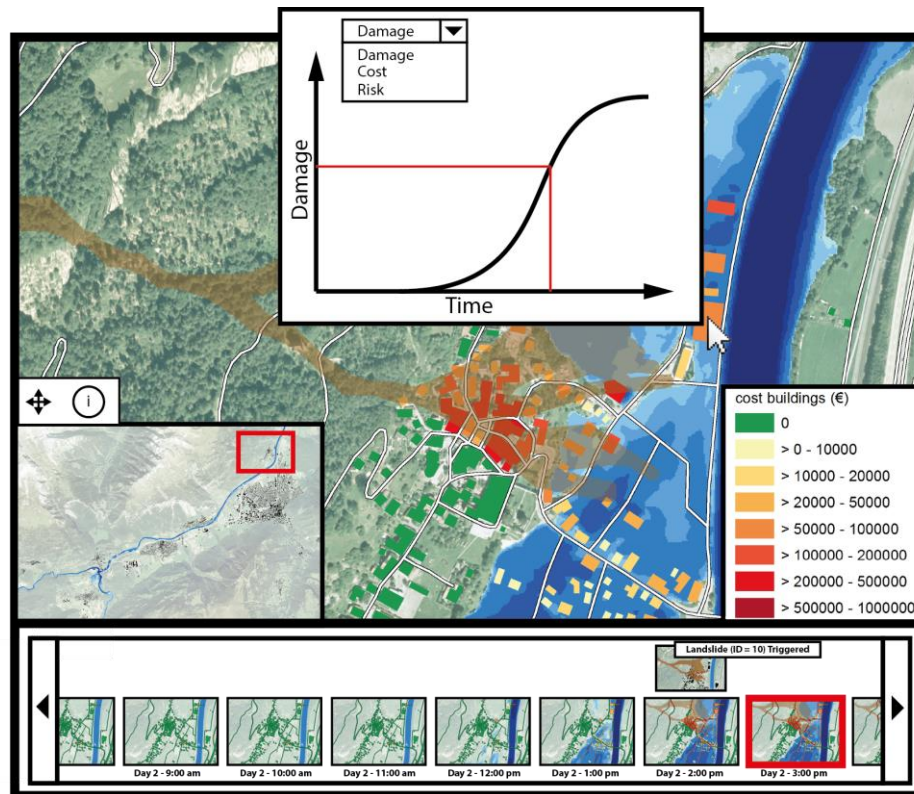 Damage
Damage
Cost
Risk
Damage
Time
i
cost buildings (€)
0
> 0 - 10000
> 10000 - 20000
> 20000 - 50000
> 50000 - 100000
> 100000 - 200000
> 200000 - 500000
> 500000 - 1000000
Landslide (ID = 10) Triggered
Day 2 - 9:00 am
Day 2 - 10:00 am
Day 2 - 11:00 am
Day 2 - 12:00 pm
Day 2 - 1:00 pm
Day 2 - 2:00 pm
Day 2 - 3:00 pm